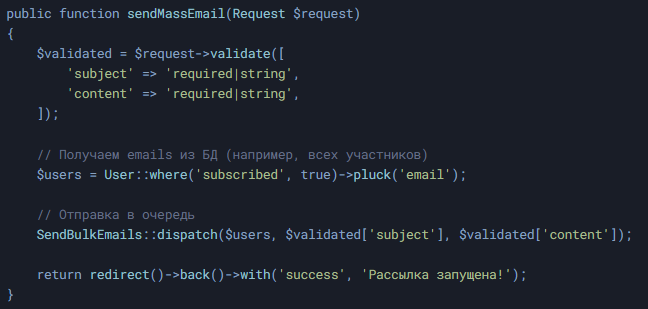 public function sendMassEmail(Request $request)
{
    $validated = $request->validate([
        'subject' => 'required|string',
        'content' => 'required|string',
    ]);

    // Получаем emails из БД (например, всех участников)
    $users = User::where('subscribed', true)->pluck('email');

    // Отправка в очередь
    SendBulkEmails::dispatch($users, $validated['subject'], $validated['content']);

    return redirect()->back()->with('success', 'Рассылка запущена!');
}